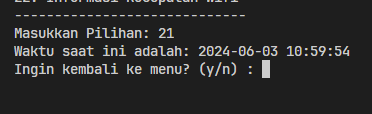 22. Informasi Kecepatan Wifi
----------------------------
Masukkan Pilihan: 21
Waktu saat ini adalah: 2024-06-03 10:59:54
Ingin kembali ke menu? (y/n) :